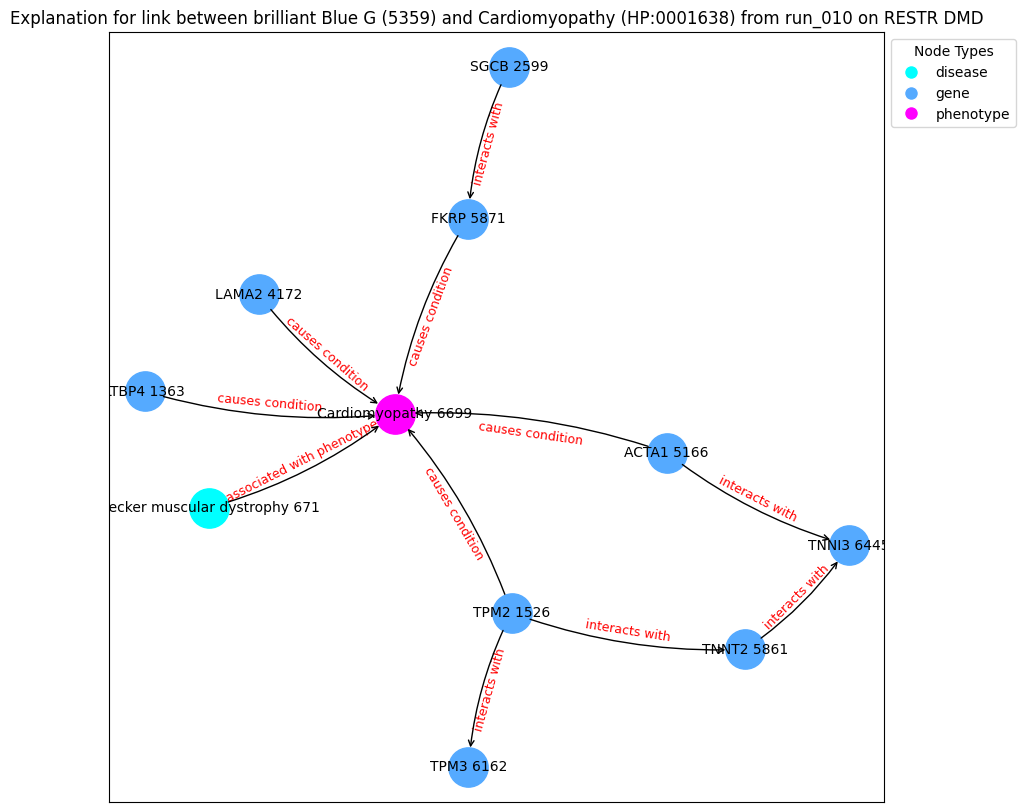 Explanation for link between brilliant Blue G (5359) and Cardiomyopathy (HP:0001638) from run_010 on RESTR DMD
Node Types
disease
gene
phenotype
SGCB 2599
interacts with
FKRP 5871
causes condition
LAMA2 4172
causes condition
TBP4 1363
causes condition
Cardiomyopathy 6699
causes condition
ACTA1 5166
associated with phenotype
ecker muscular dystrophy 671
causes condition
interacts with
TNNI3 6445
interacts with
TPM2 1526
interacts with
TNNT2 5861
interacts with
TPM3 6162